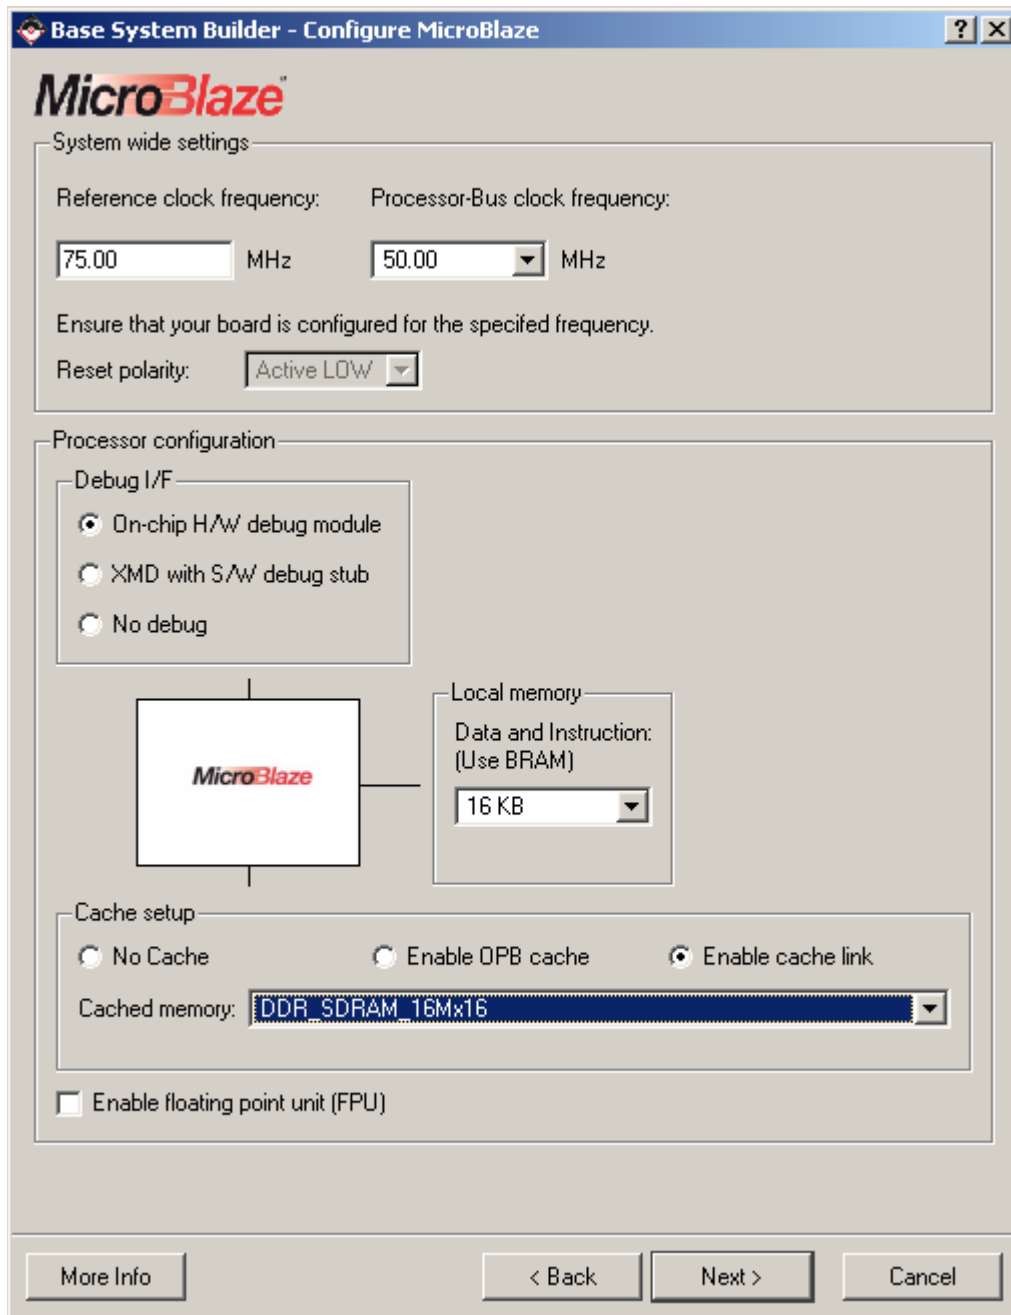 Base System Builder - Configure MicroBlaze
MicroBlaze™
System wide settings
Reference clock frequency: Processor-Bus clock frequency:
75.00 MHz 50.00 MHz
Ensure that your board is configured for the specifed frequency.
Reset polarity: Active LOW
Processor configuration
Debug I/F
On-chip H/W debug module
XMD with S/W debug stub
No debug
Local memory
Data and Instruction:
(Use BRAM)
MicroBlaze
16 KB
Cache setup
No Cache Enable OPB cache Enable cache link
Cached memory: DDR_SDRAM_16Mx16
Enable floating point unit (FPU)
More Info < Back Next > Cancel